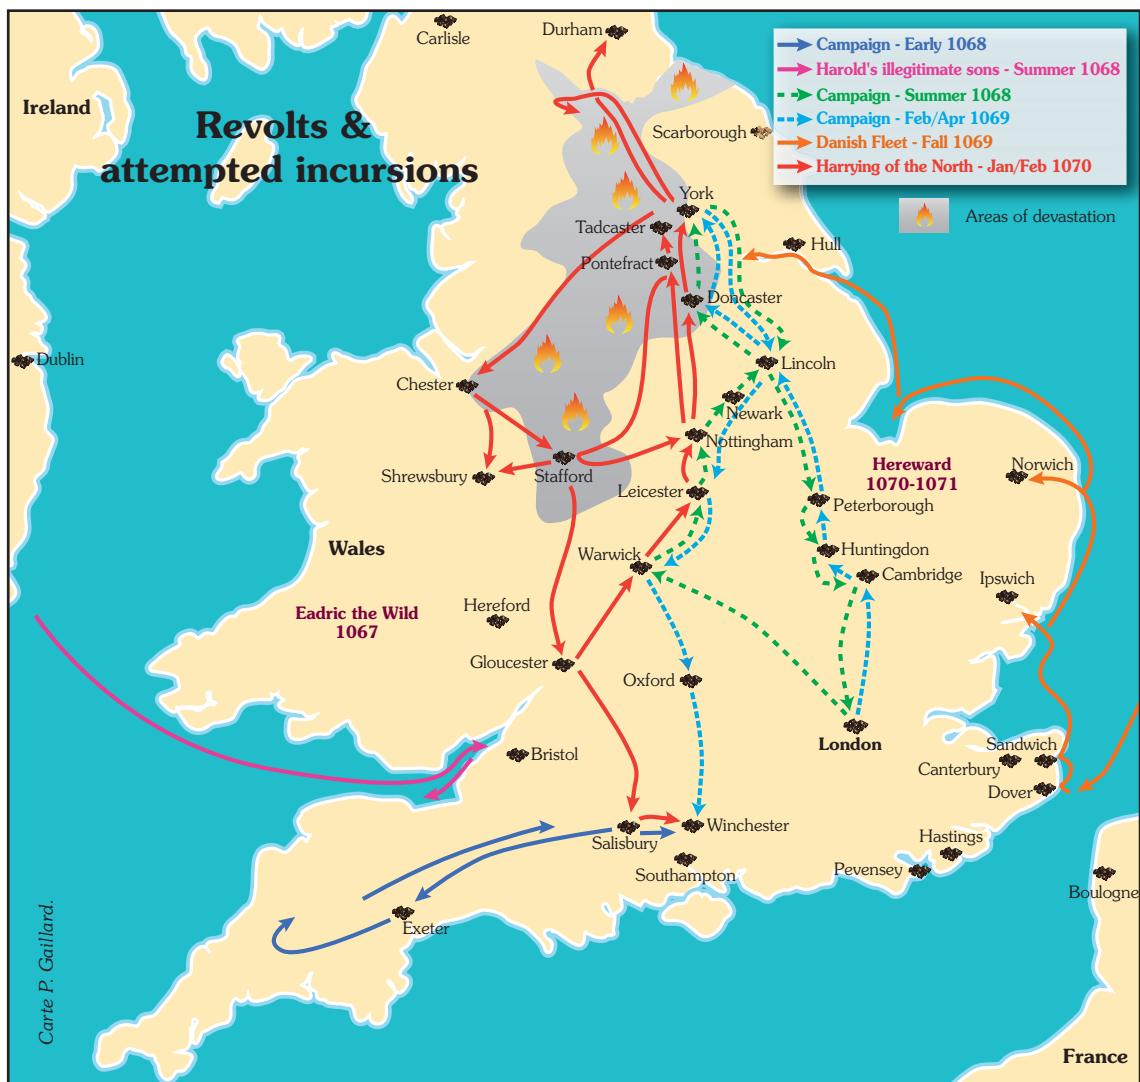 Durham
Carlisle
Campaign - Early 1068
Harold's illegitimate sons - Summer 1068
Campaign - Summer 1068
Campaign - Feb/Apr 1069
Danish Fleet - Fall 1069
Harrying of the North - Jan/Feb 1070
Areas of devastation
Ireland
Revolts &
attempted incursions
Scarborough
York
Tadcaster
Hull
Pontefract
Doncaster
Dublin
Lincoln
Chester
Newark
Nottingham
Shrewsbury
Stafford
Hereward
1070-1071
Norwich
Leicester
Peterborough
Wales
Warwick
Huntingdon
Cambridge
Ipswich
Eadric the Wild
1067
Hereford
Gloucester
Oxford
London
Bristol
Sandwich
Canterbury
Dover
Winchester
Salisbury
Hastings
Southampton
Pevensey
Boulogne
Exeter
Carte P. Gaillard.
France